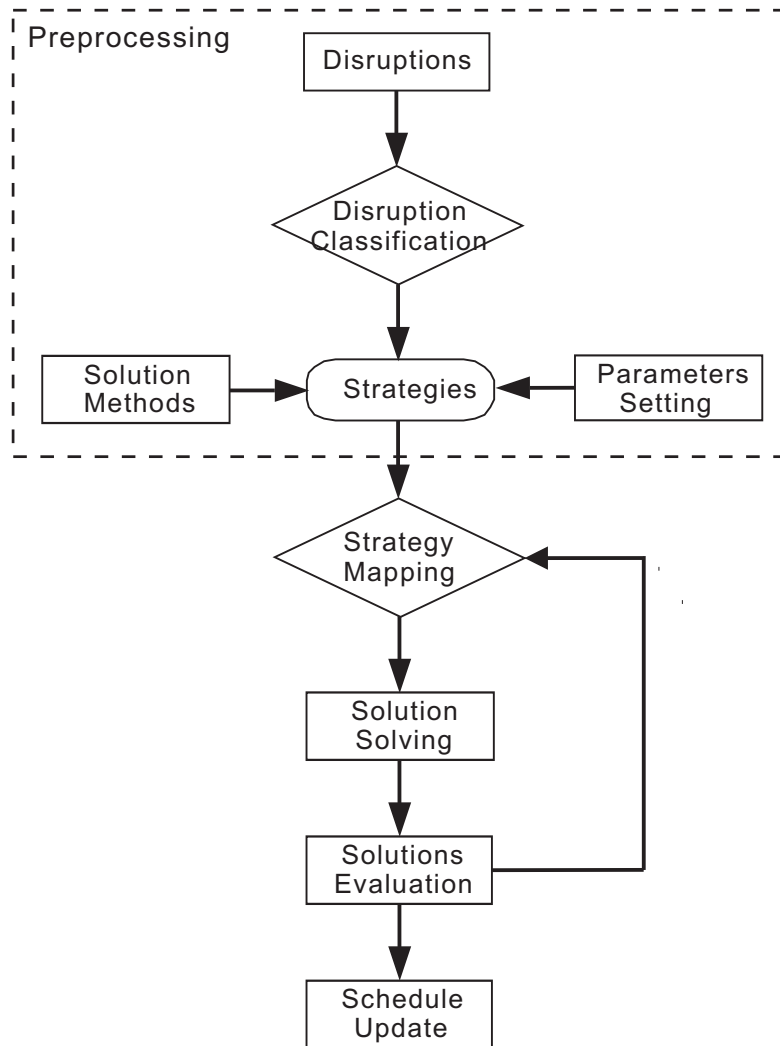 Preprocessing
Disruptions
Disruption
Classification
Solution
Methods
Strategies
Parameters
Setting
Strategy
Mapping
Solution
Solving
Solutions
Evaluation
Schedule
Update